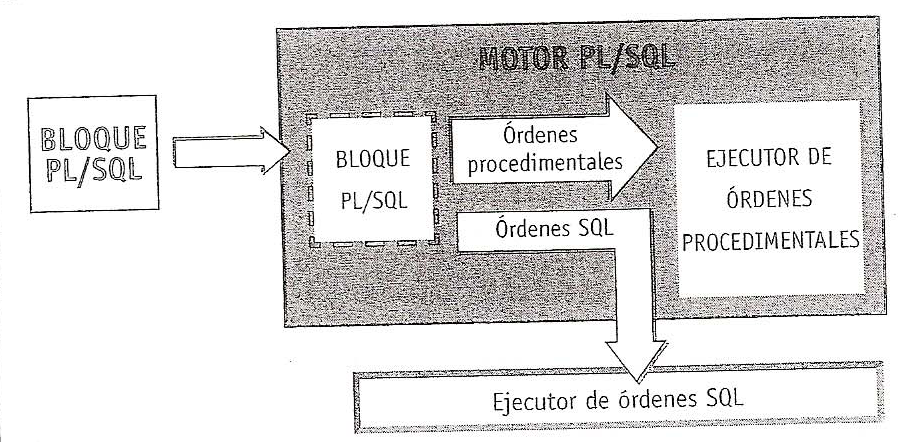 MOTOR PL/SQL
BLOQUE
PL/SQL
BLOQUE
PL/SQL
Órdenes
procedimentales
Órdenes SQL
EJECUTOR DE
ÓRDENES
PROCEDIMENTALES
Ejecutor de órdenes SQL